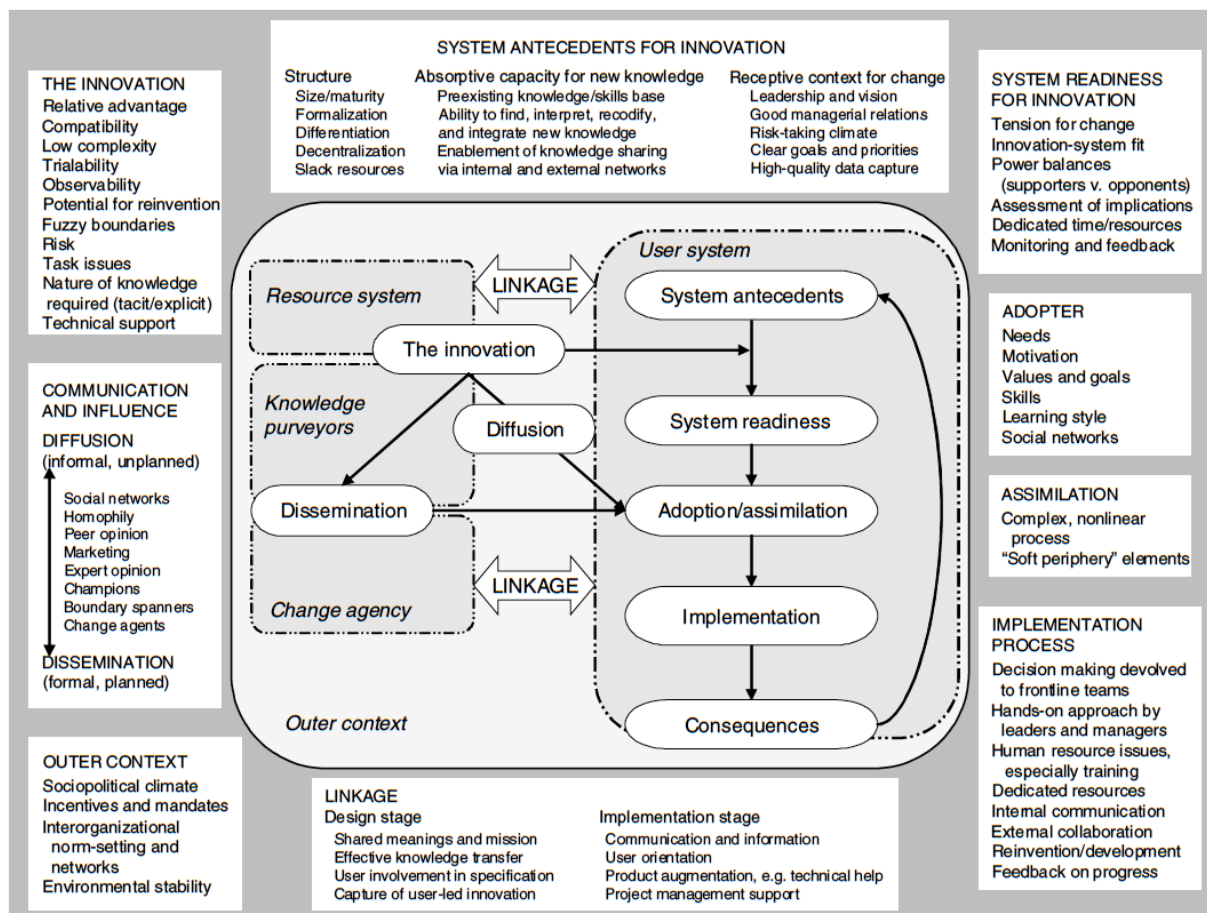 SYSTEM ANTECEDENTS FOR INNOVATION
Structure
Size/maturity
Formalization
Differentiation
Decentralization
Slack resources
Absorptive capacity for new knowledge
Preexisting knowledge/skills base
Ability to find, interpret, recodify,
and integrate new knowledge
Enablement of knowledge sharing
via internal and external networks
Receptive context for change
Leadership and vision
Good managerial relations
Risk-taking climate
Clear goals and priorities
High-quality data capture
THE INNOVATION
Relative advantage
Compatibility
Low complexity
Trialability
Observability
Potential for reinvention
Fuzzy boundaries
Risk
Task issues
Nature of knowledge
required (tacit/explicit)
Technical support
COMMUNICATION
AND INFLUENCE
DIFFUSION
(informal, unplanned)
Social networks
Homophily
Peer opinion
Marketing
Expert opinion
Champions
Boundary spanners
Change agents
DISSEMINATION
(formal, planned)
OUTER CONTEXT
Sociopolitical climate
Incentives and mandates
Interorganizational
norm-setting and
networks
Environmental stability
Resource system
LINKAGE
User system
System antecedents
The innovation
Knowledge
purveyors
Diffusion
System readiness
Dissemination
Adoption/assimilation
Change agency
LINKAGE
Implementation
Outer context
Consequences
LINKAGE
Design stage
Shared meanings and mission
Effective knowledge transfer
User involvement in specification
Capture of user-led innovation
Implementation stage
Communication and information
User orientation
Product augmentation, e.g. technical help
Project management support
SYSTEM READINESS
FOR INNOVATION
Tension for change
Innovation-system fit
Power balances
(supporters v. opponents)
Assessment of implications
Dedicated time/resources
Monitoring and feedback
ADOPTER
Needs
Motivation
Values and goals
Skills
Learning style
Social networks
ASSIMILATION
Complex, nonlinear
process
“Soft periphery” elements
IMPLEMENTATION
PROCESS
Decision making devolved
to frontline teams
Hands-on approach by
leaders and managers
Human resource issues,
especially training
Dedicated resources
Internal communication
External collaboration
Reinvention/development
Feedback on progress